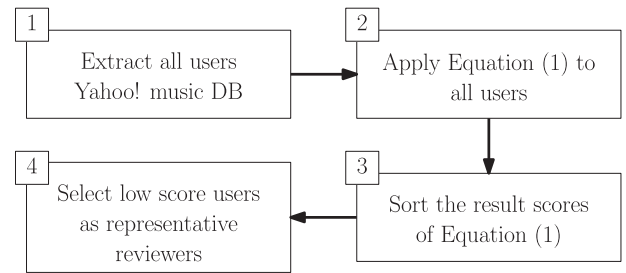 1
Extract all users
Yahoo! music DB
2
Apply Equation (1) to
all users
3
Sort the result scores
of Equation (1)
4
Select low score users
as representative
reviewers